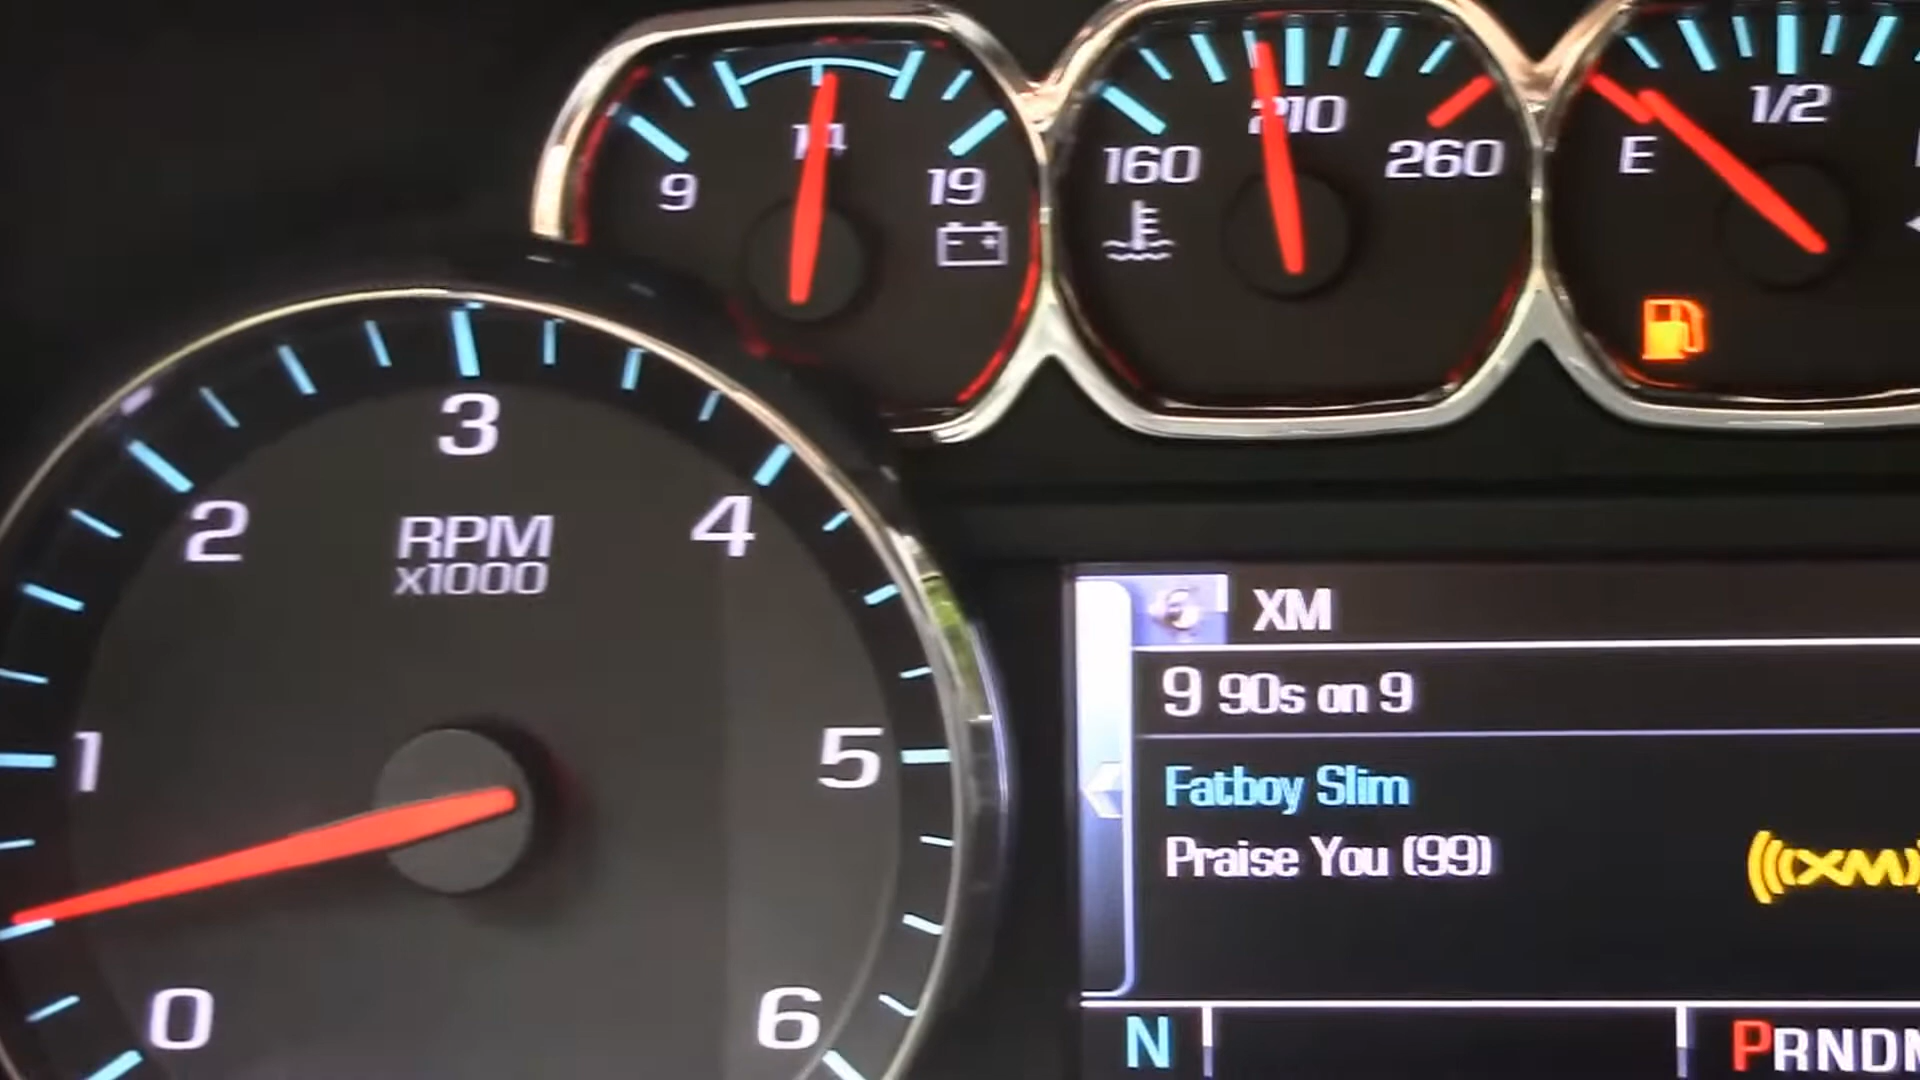 9
14
19
160
210
260
E
1/2
0
1
2
3
4
5
6
RPM
x1000
XM
9 90s on 9
Fatboy Slim
Praise You (99)
((XM)
N
PRNDM